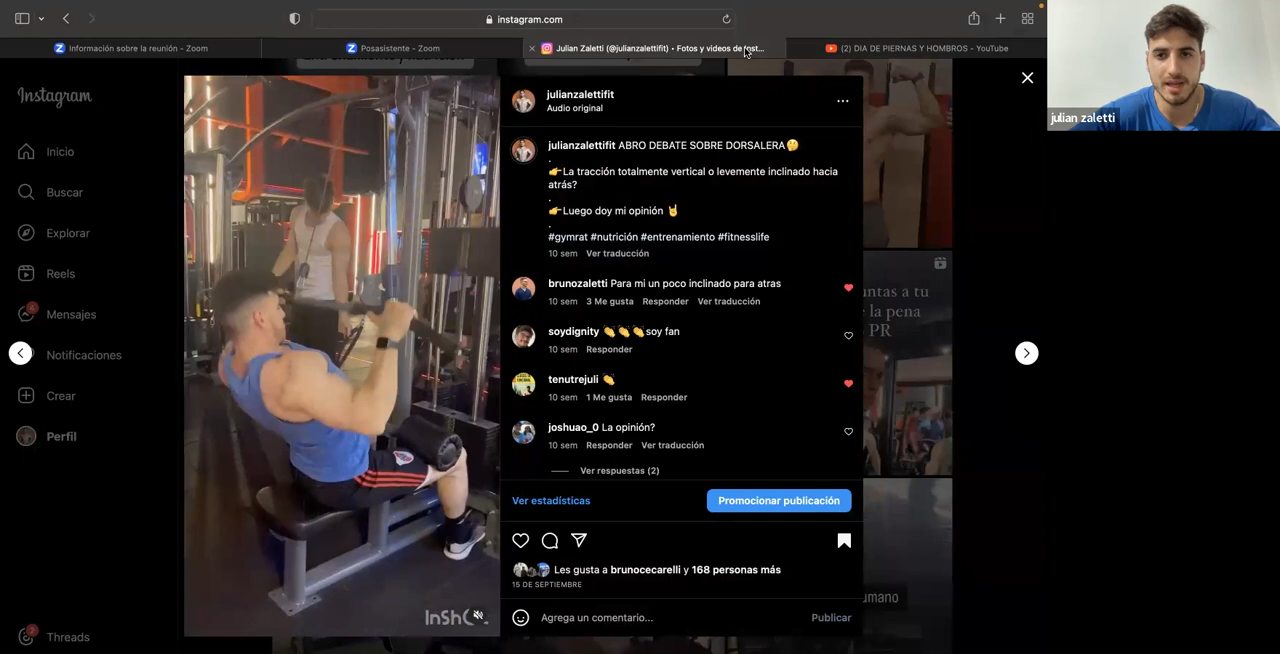 instagram.com
Información sobre la reunión - Zoom
Posasistente - Zoom
Julian Zaletti (@julianzalettifit) • Fotos y videos de
(2) DIA DE PIERNAS Y HOMBROS - YouTube
julian zaletti
Instagram
Inicio
Buscar
Explorar
Reels
4
Mensajes
Notificaciones
Crear
Perfil
2
Threads
InSh
julianzalettifit
Audio original
julianzalettifit ABRO DEBATE SOBRE DORSALERA🤔
.
👉La tracción totalmente vertical o levemente inclinado hacia
atrás?
.
👉Luego doy mi opinión 🤘
.
#gymrat #nutrición #entrenamiento #fitnesslife
10 sem Ver traducción
brunozaletti Para mi un poco inclinado para atras
10 sem 3 Me gusta Responder Ver traducción
soydignity 👏👏👏soy fan
10 sem Responder
tenutrejuli 👏
10 sem 1 Me gusta Responder
joshuao_0 La opinión?
10 sem Responder Ver traducción
Ver respuestas (2)
Ver estadísticas
Promocionar publicación
Les gusta a brunocecarelli y 168 personas más
15 DE SEPTIEMBRE
Agrega un comentario...
Publicar
ntas a tu
la pena
PR
umano